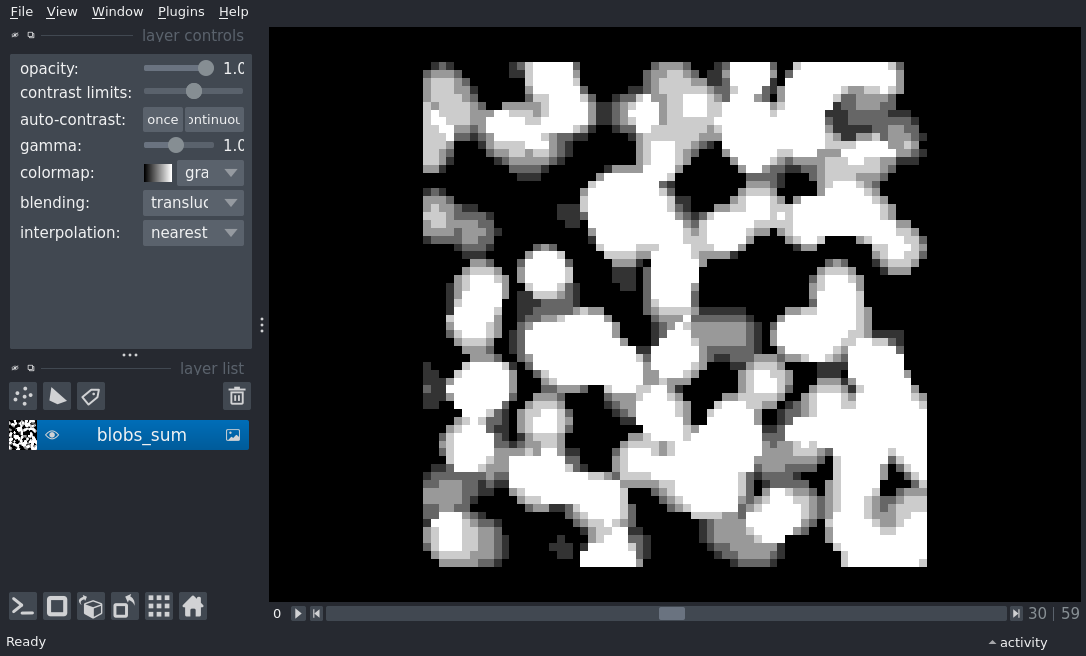 File View Window Plugins Help
layer controls
opacity: 1.0
contrast limits:
auto-contrast: once ontinuou
gamma: 1.0
colormap: gra
blending: transluc
interpolation: nearest
layer list
blobs_sum
0 30 | 59
Ready activity